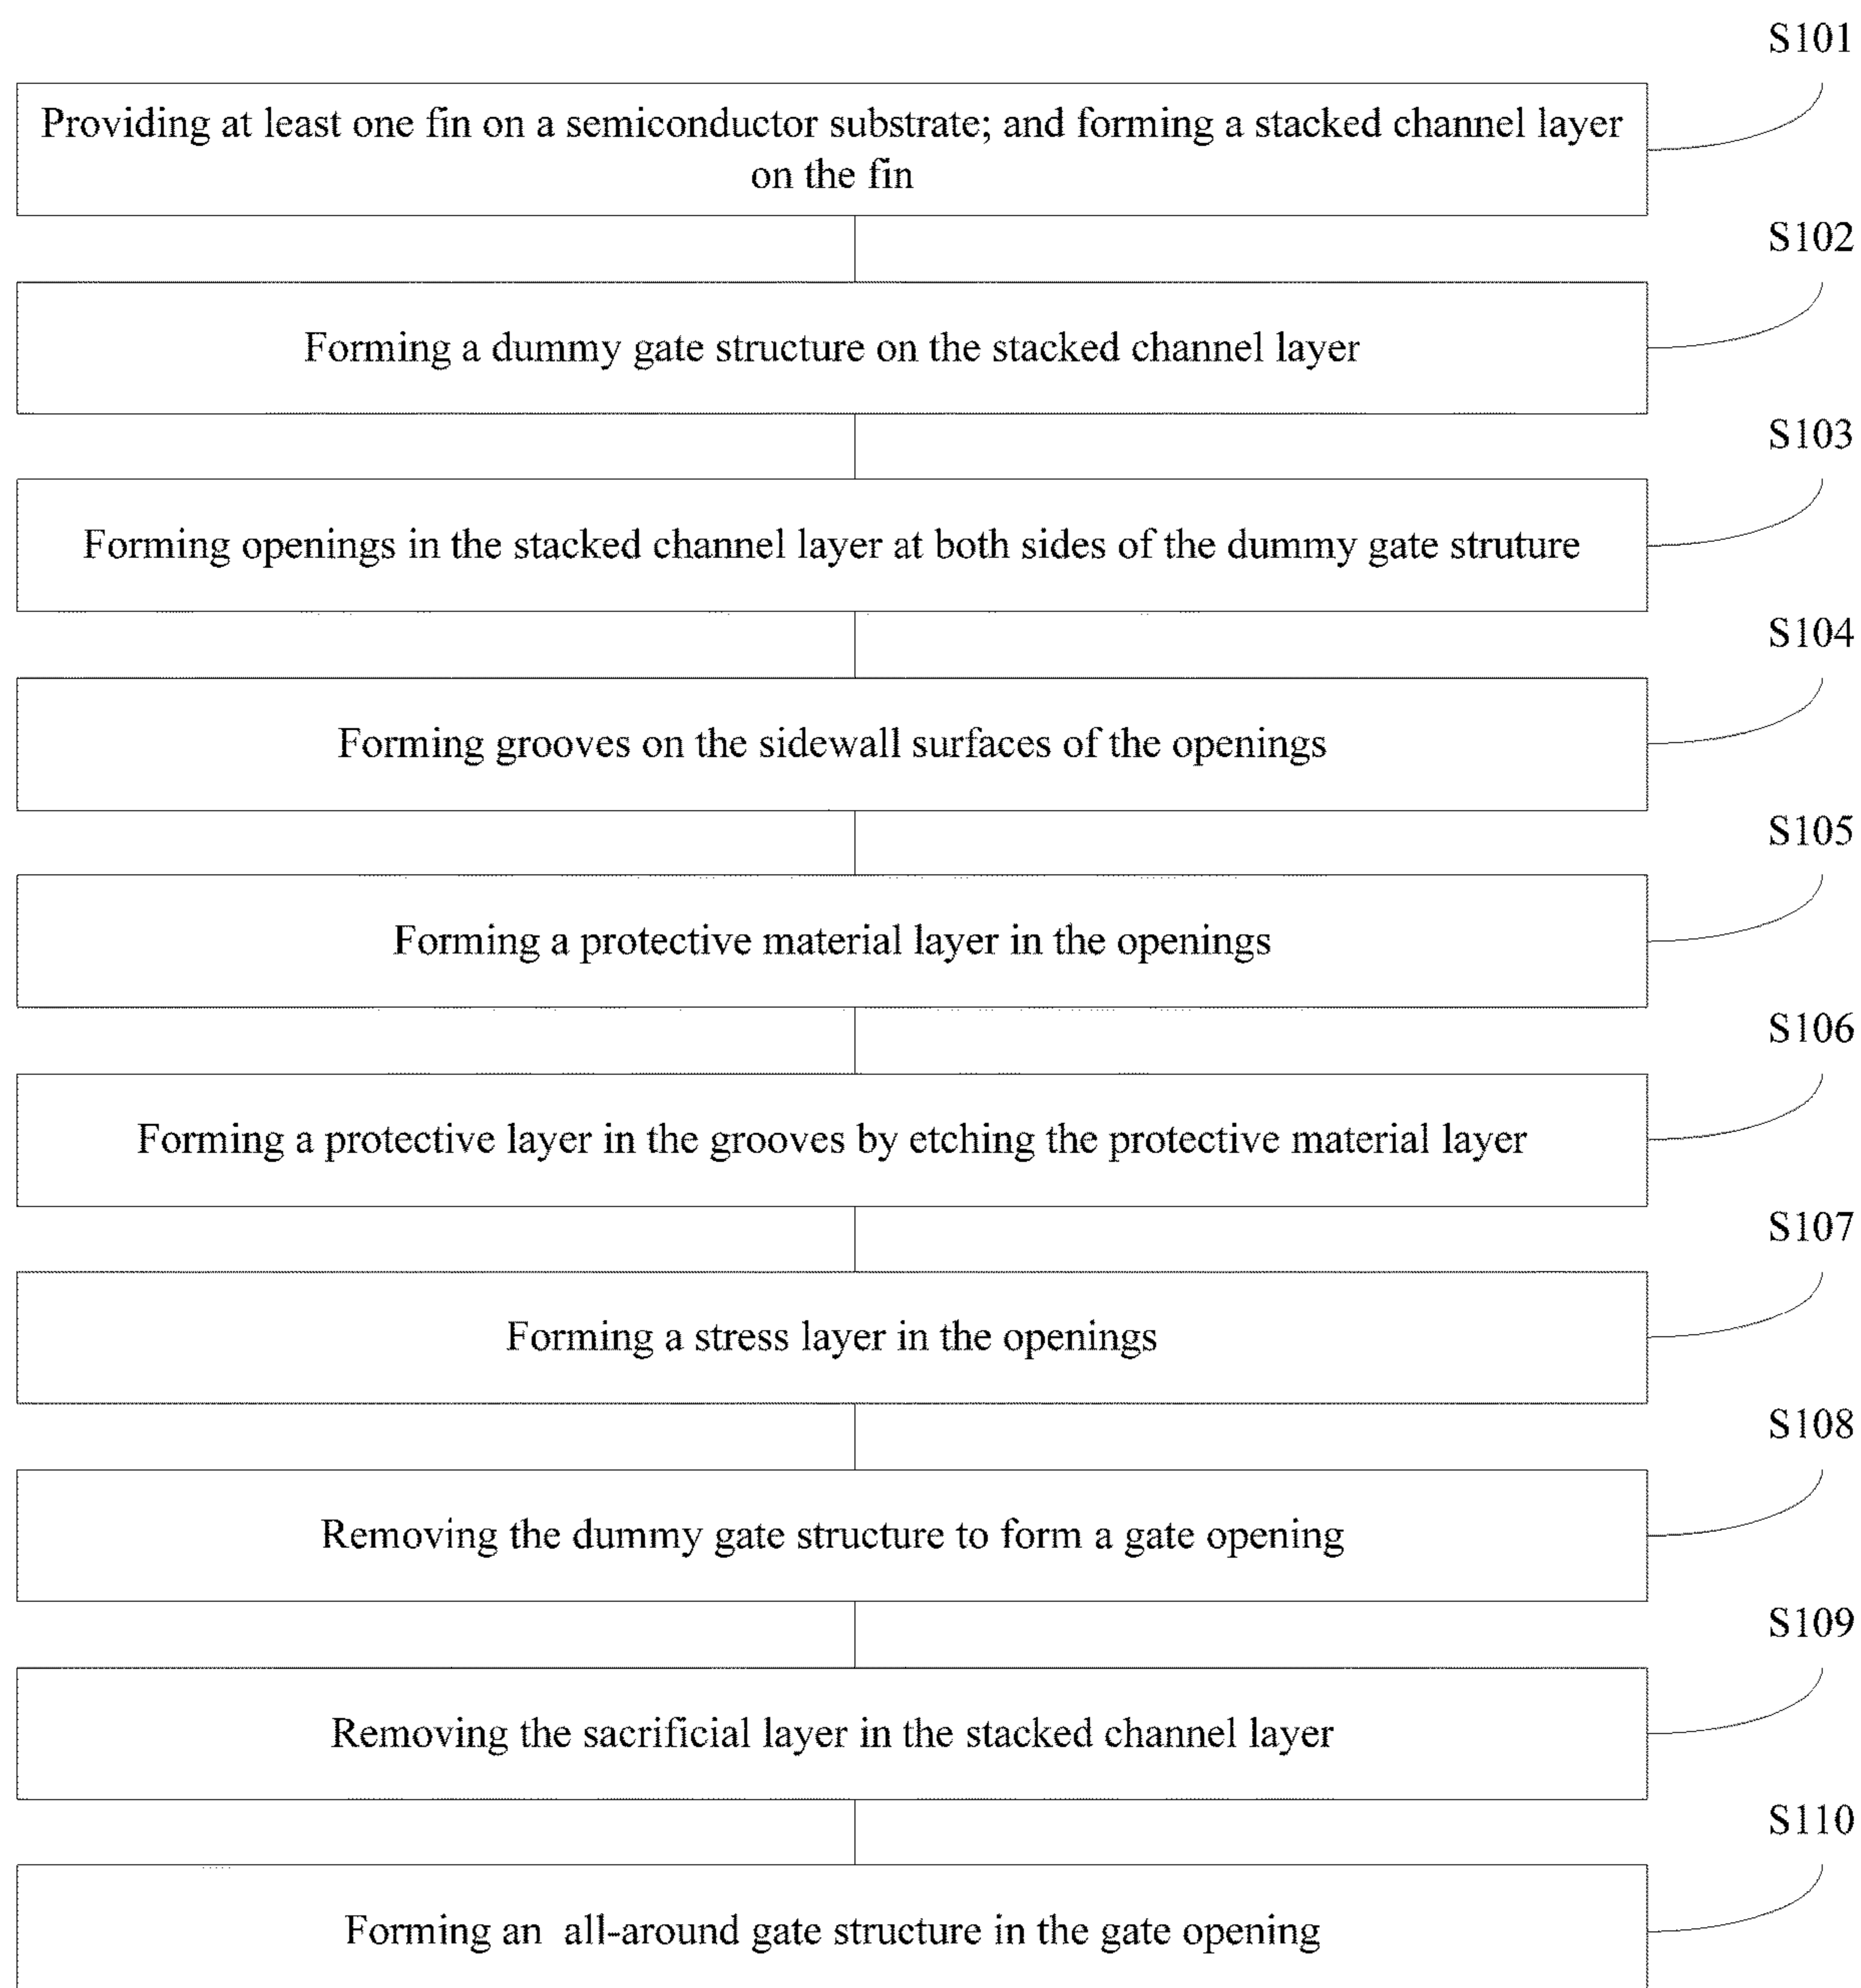 S101
Providing at least one fin on a semiconductor substrate; and forming a stacked channel layer
on the fin
S102
Forming a dummy gate structure on the stacked channel layer
S103
Forming openings in the stacked channel layer at both sides of the dummy gate struture
S104
Forming grooves on the sidewall surfaces of the openings
S105
Forming a protective material layer in the openings
S106
Forming a protective layer in the grooves by etching the protective material layer
S107
Forming a stress layer in the openings
S108
Removing the dummy gate structure to form a gate opening
S109
Removing the sacrificial layer in the stacked channel layer
S110
Forming an all-around gate structure in the gate opening